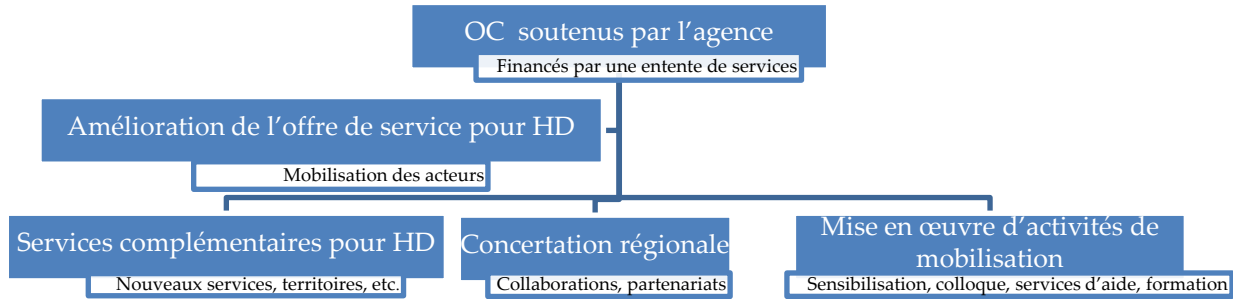 OC soutenus par l’agence
Financés par une entente de services
Amélioration de l’offre de service pour HD
Mobilisation des acteurs
Services complémentaires pour HD
Nouveaux services, territoires, etc.
Concertation régionale
Collaborations, partenariats
Mise en œuvre d’activités de
mobilisation
Sensibilisation, colloque, services d’aide, formation